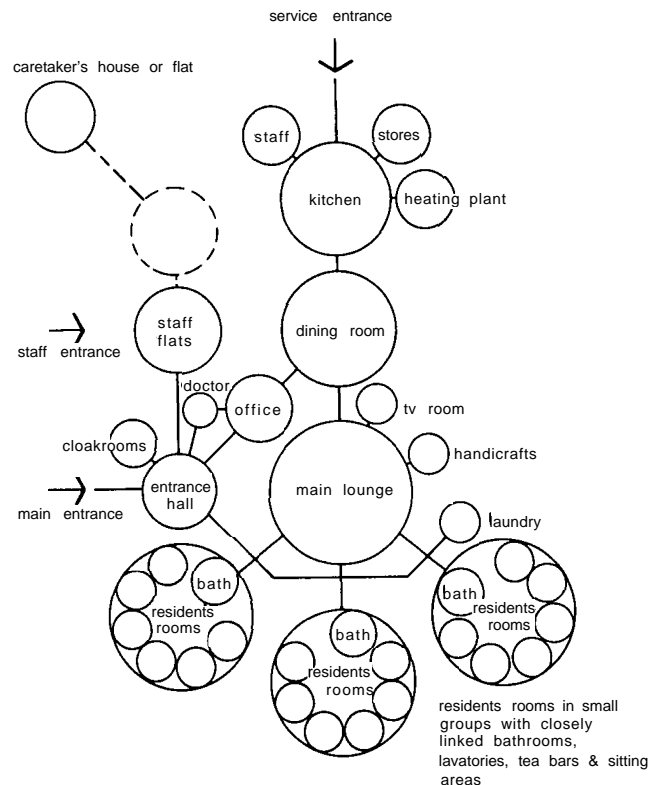 service entrance
caretaker's house or flat
staff
stores
kitchen
heating plant
staff
flats
dining room
staff entrance
doctor
office
tv room
cloakrooms
handicrafts
entrance
hall
main lounge
main entrance
laundry
bath
residents
rooms
bath
residents
rooms
bath
residents
rooms
residents rooms in small
groups with closely
linked bathrooms,
lavatories, tea bars & sitting
areas